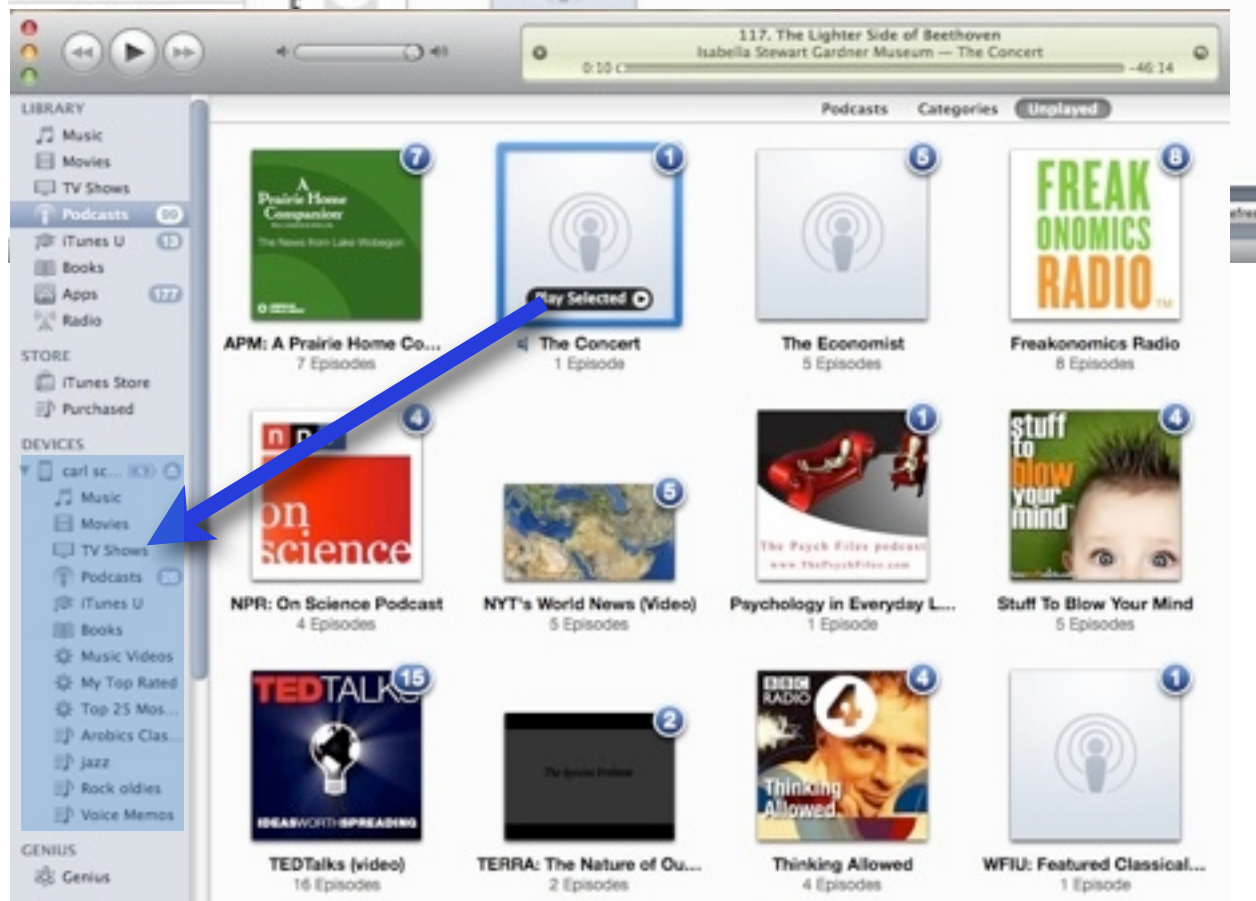 117. The Lighter Side of Beethoven
Isabella Stewart Gardner Museum — The Concert
0:10
-46:14
LIBRARY
Music
Movies
TV Shows
Podcasts 99
iTunes U 13
Books
Apps 177
Radio
STORE
iTunes Store
Purchased
DEVICES
carl sc...
Music
Movies
TV Shows
Podcasts 20
iTunes U
Books
Music Videos
My Top Rated
Top 25 Mos...
Arobics Clas...
jazz
Rock oldies
Voice Memos
GENIUS
Genius
Podcasts Categories Unplayed
7
A
Prairie Home
Companion
The News from Lake Wobegon
APM: A Prairie Home Co...
7 Episodes
1
Play Selected
The Concert
1 Episode
5
The Economist
5 Episodes
8
FREAK
ONOMICS
RADIO TM
Freakonomics Radio
8 Episodes
4
on
science
NPR: On Science Podcast
4 Episodes
5
NYT's World News (Video)
5 Episodes
1
The Psych Files podcast
www.ThePsychFiles.com
Psychology in Everyday L...
1 Episode
4
stuff
to
blow
your
mind
Stuff To Blow Your Mind
5 Episodes
15
TEDTALKS
IDEASWORTHSPREADING
TEDTalks (video)
16 Episodes
2
TERRA: The Nature of Ou...
2 Episodes
4
BBC
RADIO
4
Thinking
Allowed
Thinking Allowed
4 Episodes
1
WFIU: Featured Classical...
1 Episode